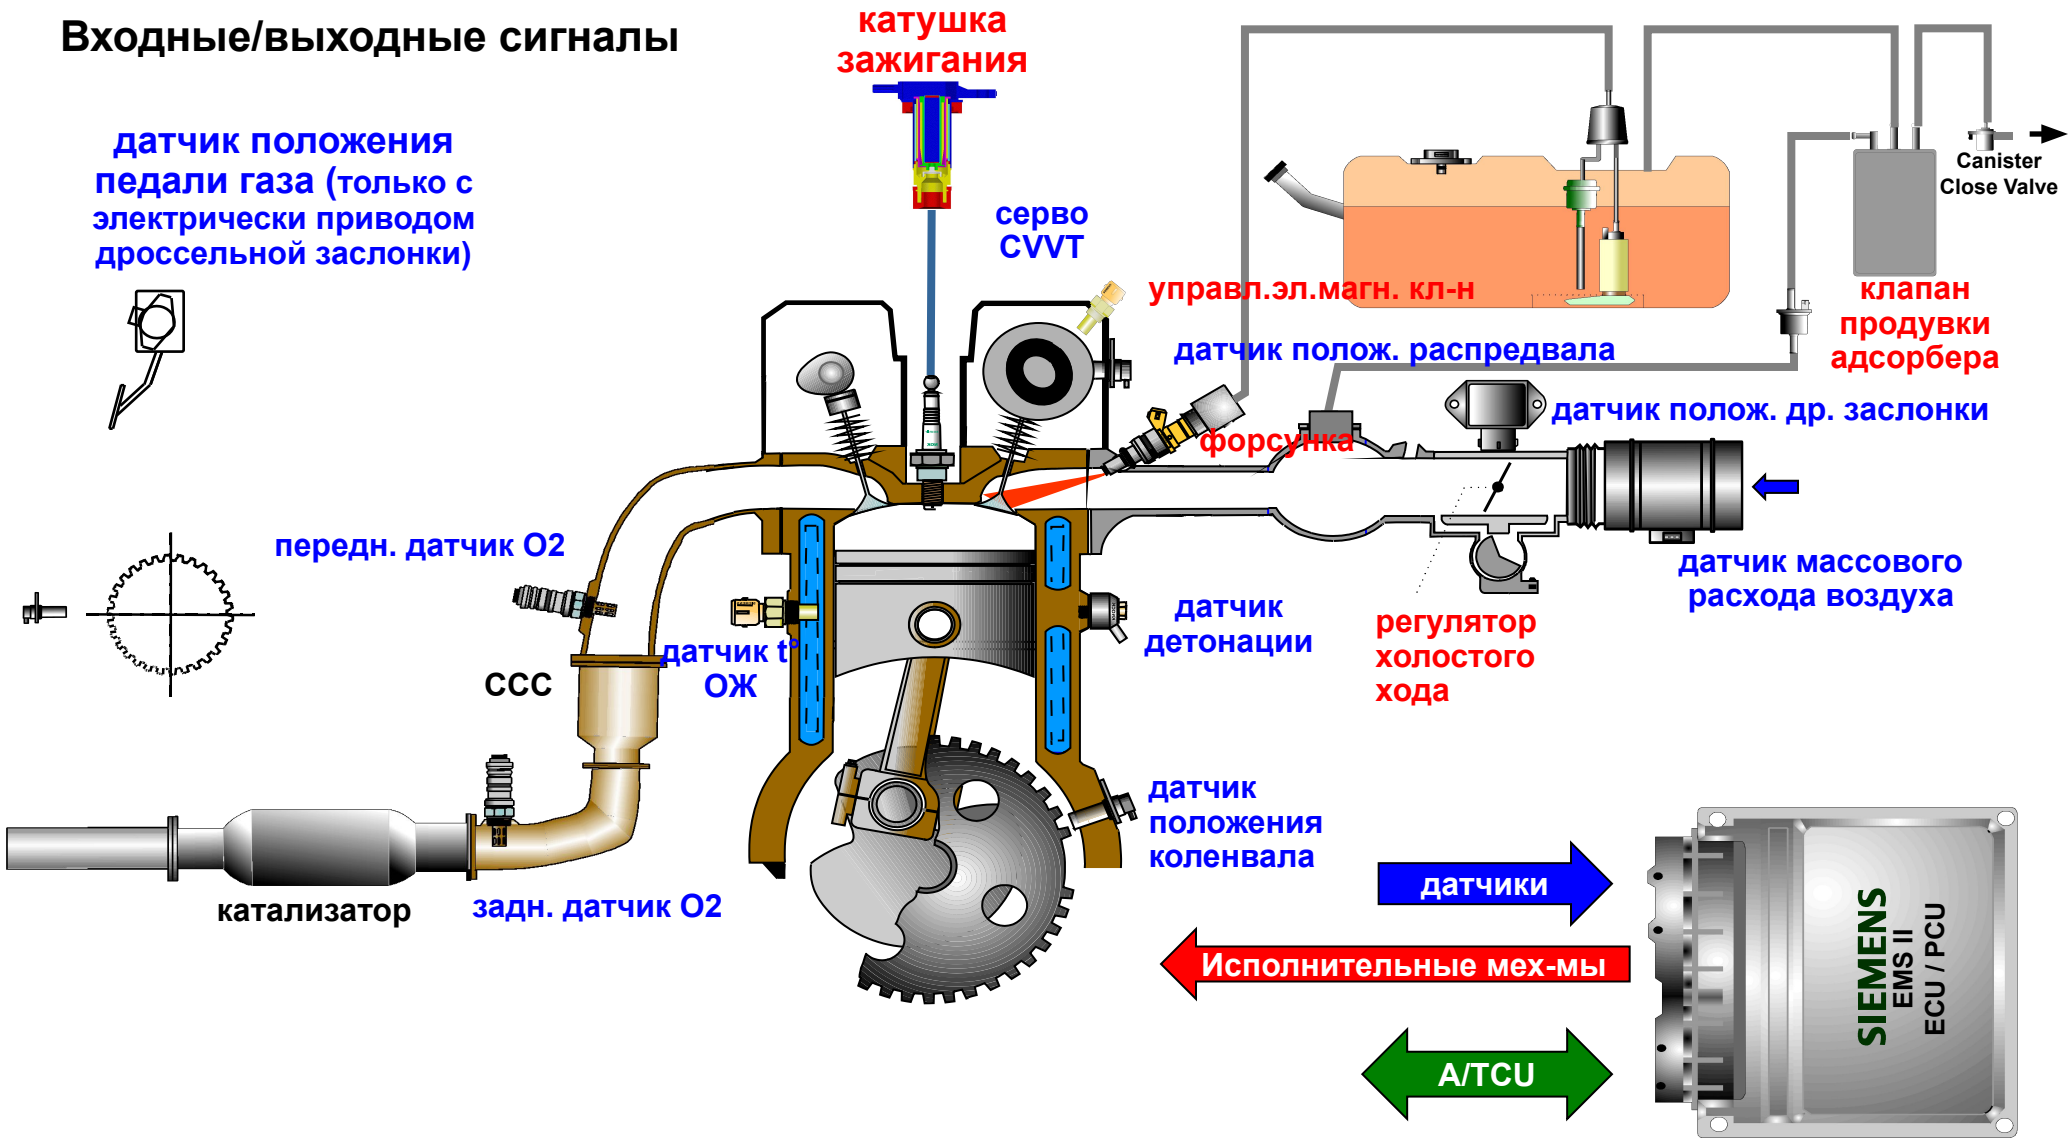 Входные/выходные сигналы
катушка
зажигания
датчик положения
педали газа (только с
электрически приводом
дроссельной заслонки)
серво
CVVT
Canister
Close Valve
управл.эл.магн. кл-н
клапан
продувки
адсорбера
датчик полож. распредвала
датчик полож. др. заслонки
форсунка
передн. датчик О2
датчик массового
расхода воздуха
датчик
детонации
регулятор
холостого
хода
датчик t°
ОЖ
ССС
датчик
положения
коленвала
катализатор
задн. датчик О2
датчики
Исполнительные мех-мы
A/TCU
SIEMENS
EMS II
ECU / PCU